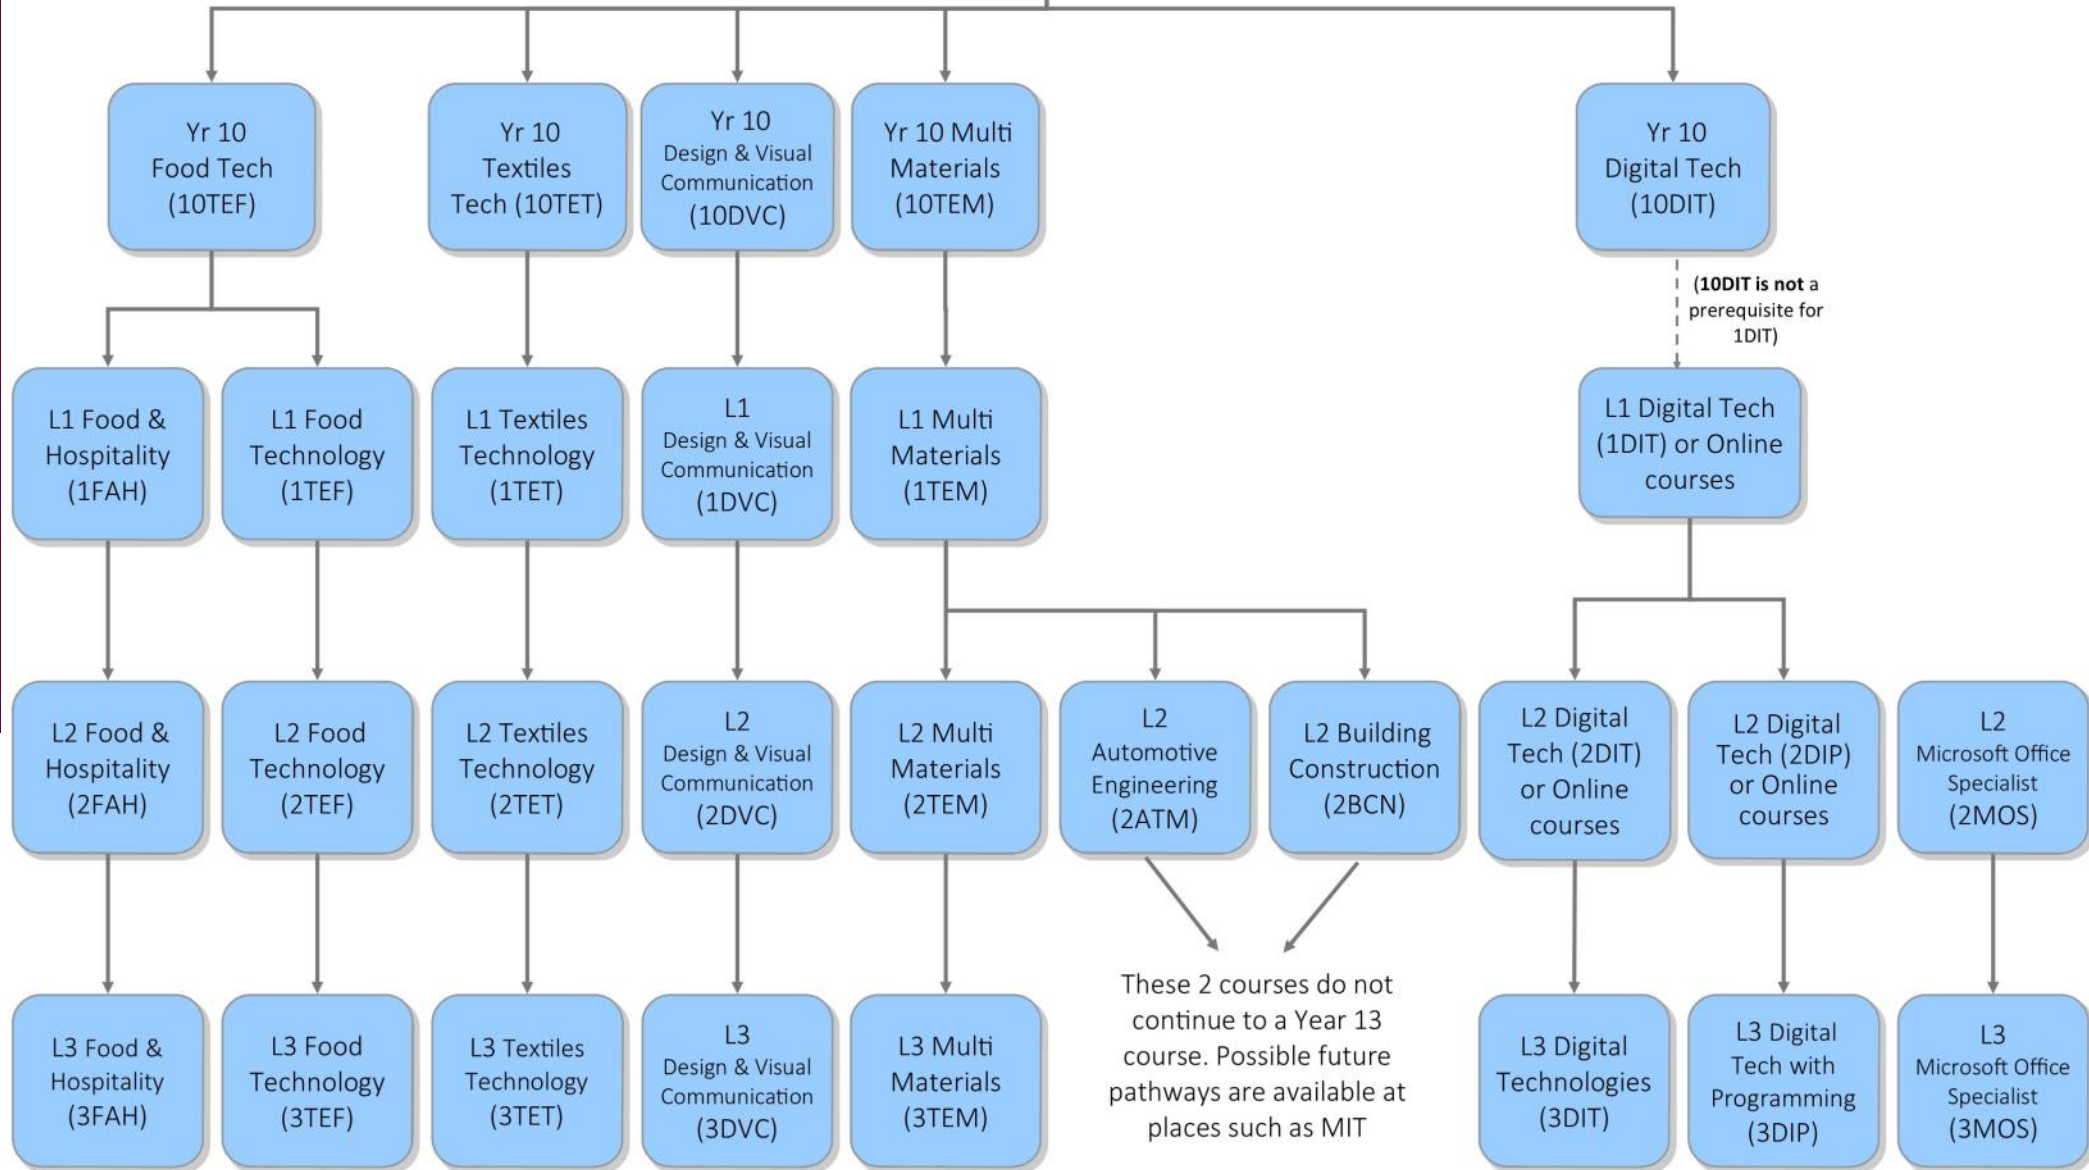 Yr 10
Food Tech
(10TEF)
Yr 10
Textiles
Tech (10TET)
Yr 10
Design & Visual
Communication
(10DVC)
Yr 10 Multi
Materials
(10TEM)
Yr 10
Digital Tech
(10DIT)
(10DIT is not a
prerequisite for
1DIT)
L1 Food &
Hospitality
(1FAH)
L1 Food
Technology
(1TEF)
L1 Textiles
Technology
(1TET)
L1
Design & Visual
Communication
(1DVC)
L1 Multi
Materials
(1TEM)
L1 Digital Tech
(1DIT) or Online
courses
L2 Food &
Hospitality
(2FAH)
L2 Food
Technology
(2TEF)
L2 Textiles
Technology
(2TET)
L2
Design & Visual
Communication
(2DVC)
L2 Multi
Materials
(2TEM)
L2
Automotive
Engineering
(2ATM)
L2 Building
Construction
(2BCN)
L2 Digital
Tech (2DIT)
or Online
courses
L2 Digital
Tech (2DIP)
or Online
courses
L2
Microsoft Office
Specialist
(2MOS)
L3 Food &
Hospitality
(3FAH)
L3 Food
Technology
(3TEF)
L3 Textiles
Technology
(3TET)
L3
Design & Visual
Communication
(3DVC)
L3 Multi
Materials
(3TEM)
These 2 courses do not
continue to a Year 13
course. Possible future
pathways are available at
places such as MIT
L3 Digital
Technologies
(3DIT)
L3 Digital
Tech with
Programming
(3DIP)
L3
Microsoft Office
Specialist
(3MOS)